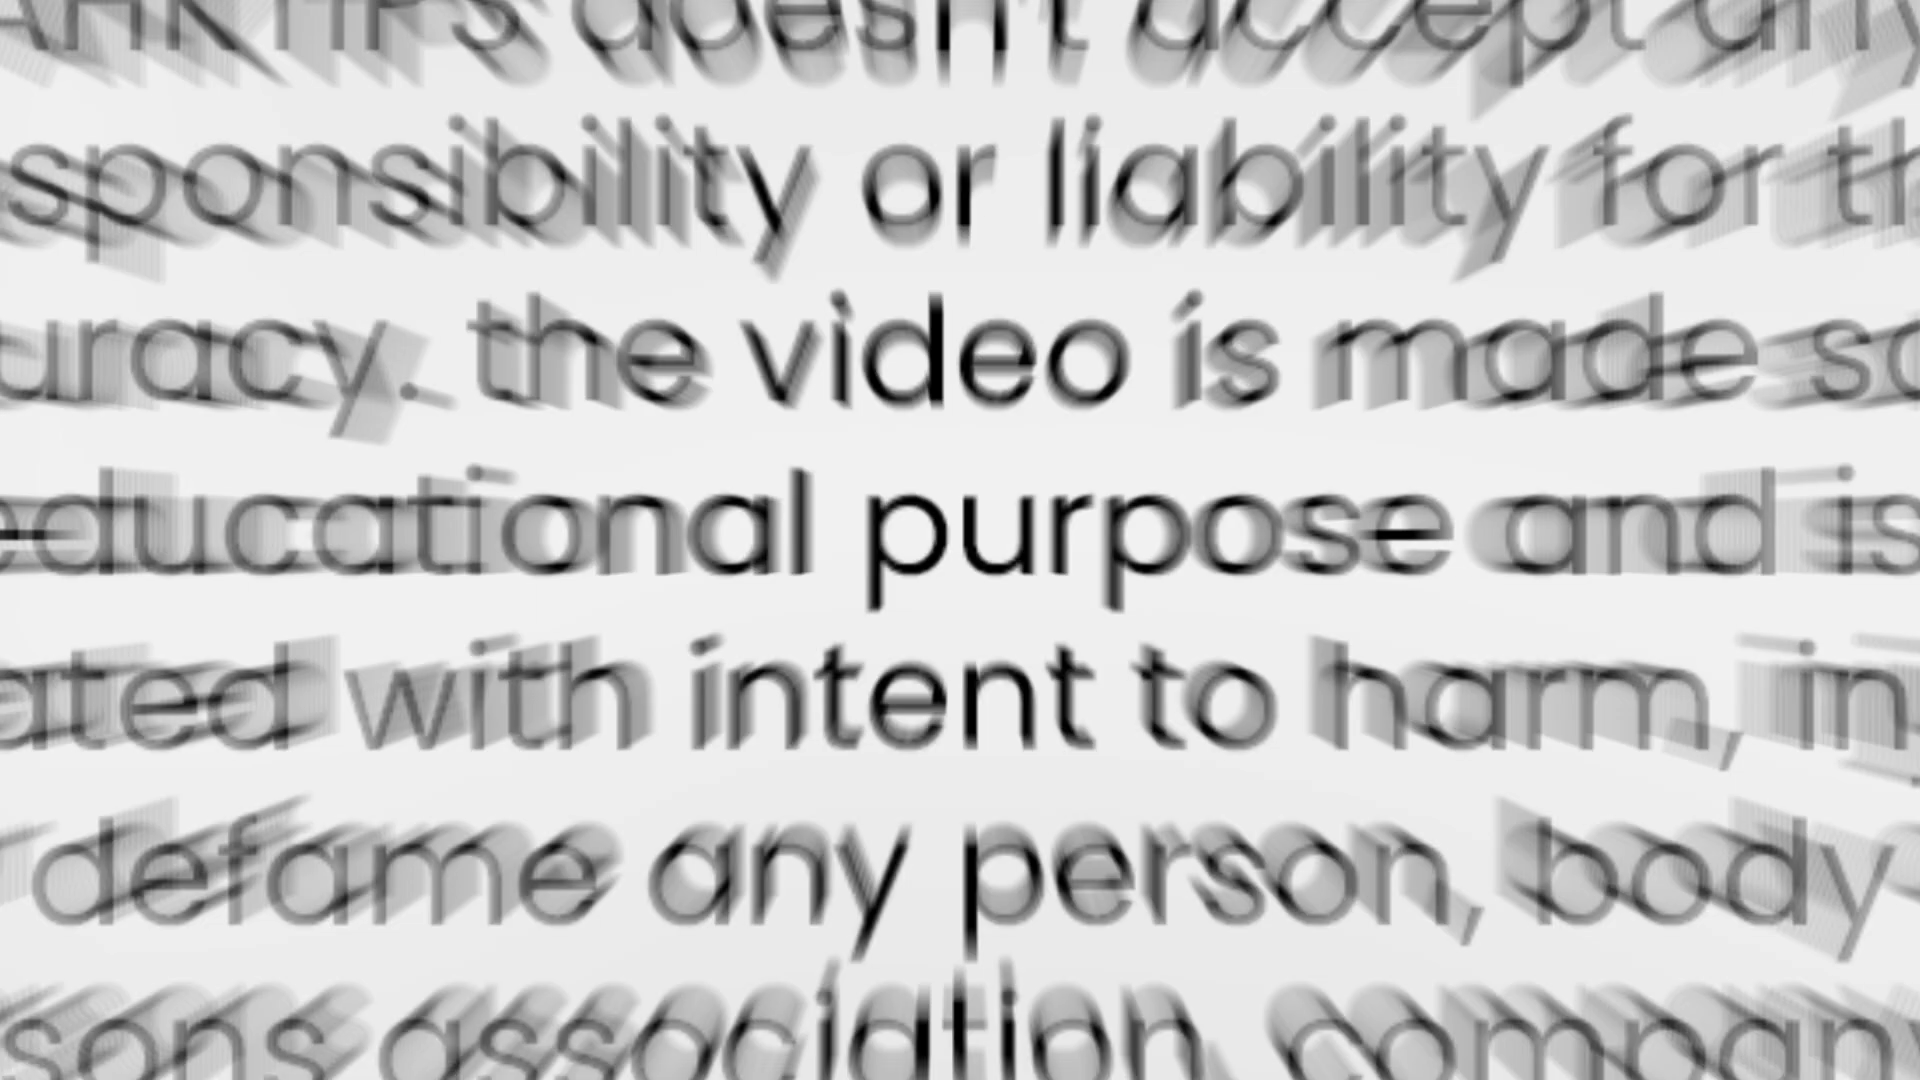 doesn't accept any
sponsibility or liability for th
uracy. the video is made so
educational purpose and is
ated with intent to harm, in
defame any person, body
sons association, company